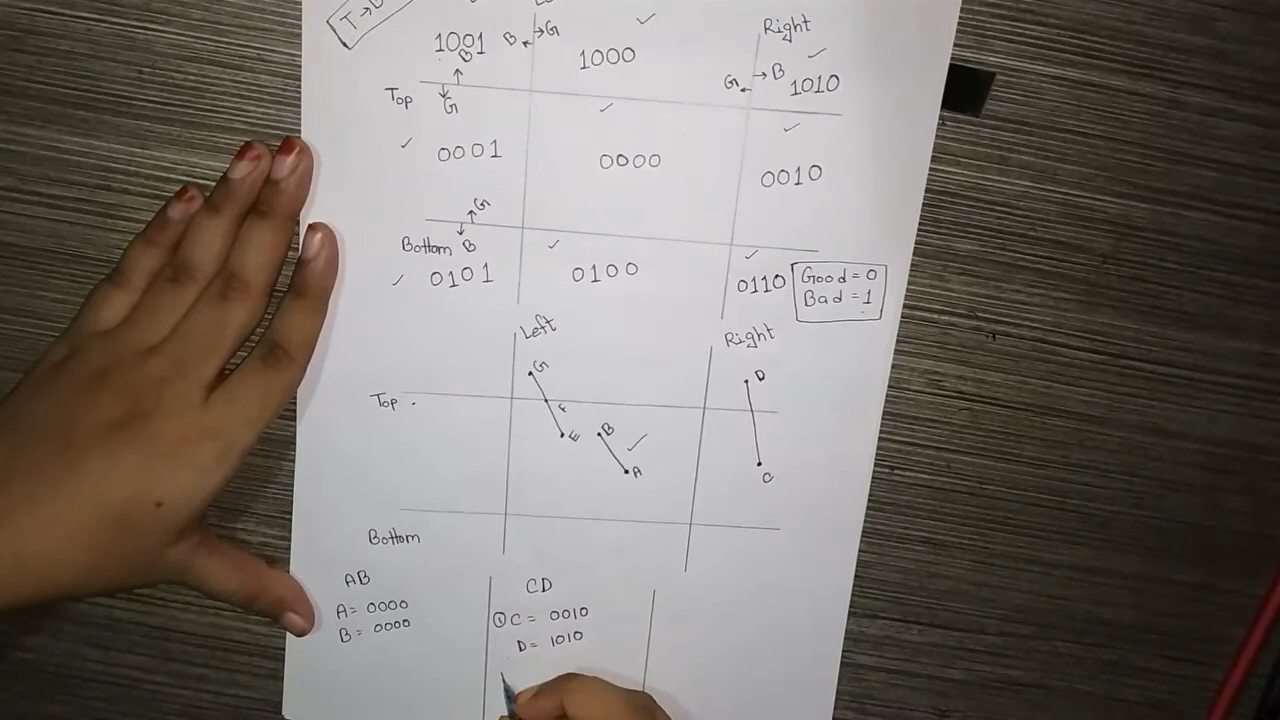 Right
1001 B G 1000
B
G B 1010
Top G
0001 0000 0010
G
Bottom B
0101 0100 0110
Good = 0
Bad = 1
Left Right
G D
Top F
B
E A C
Bottom
AB
A = 0000
B = 0000
CD
① C = 0010
D = 1010